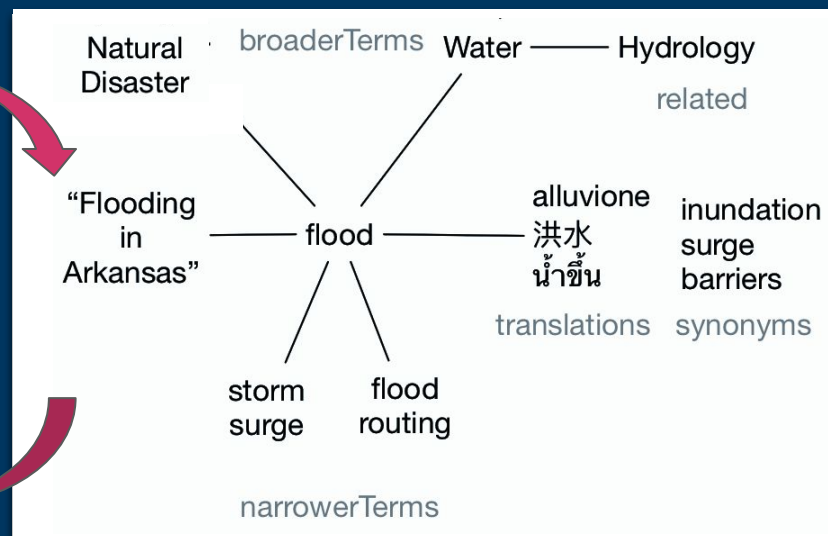 Natural
Disaster
broaderTerms
Water
Hydrology
related
“Flooding
in
Arkansas”
flood
alluvione
洪水
น้ำขึ้น
inundation
surge
barriers
translations
synonyms
storm
surge
flood
routing
narrowerTerms